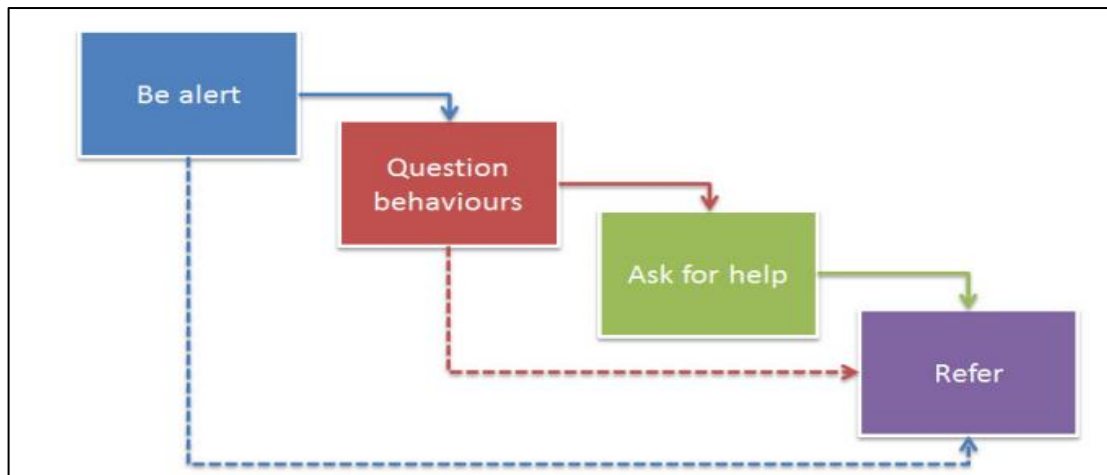 Be alert
Question
behaviours
Ask for help
Refer